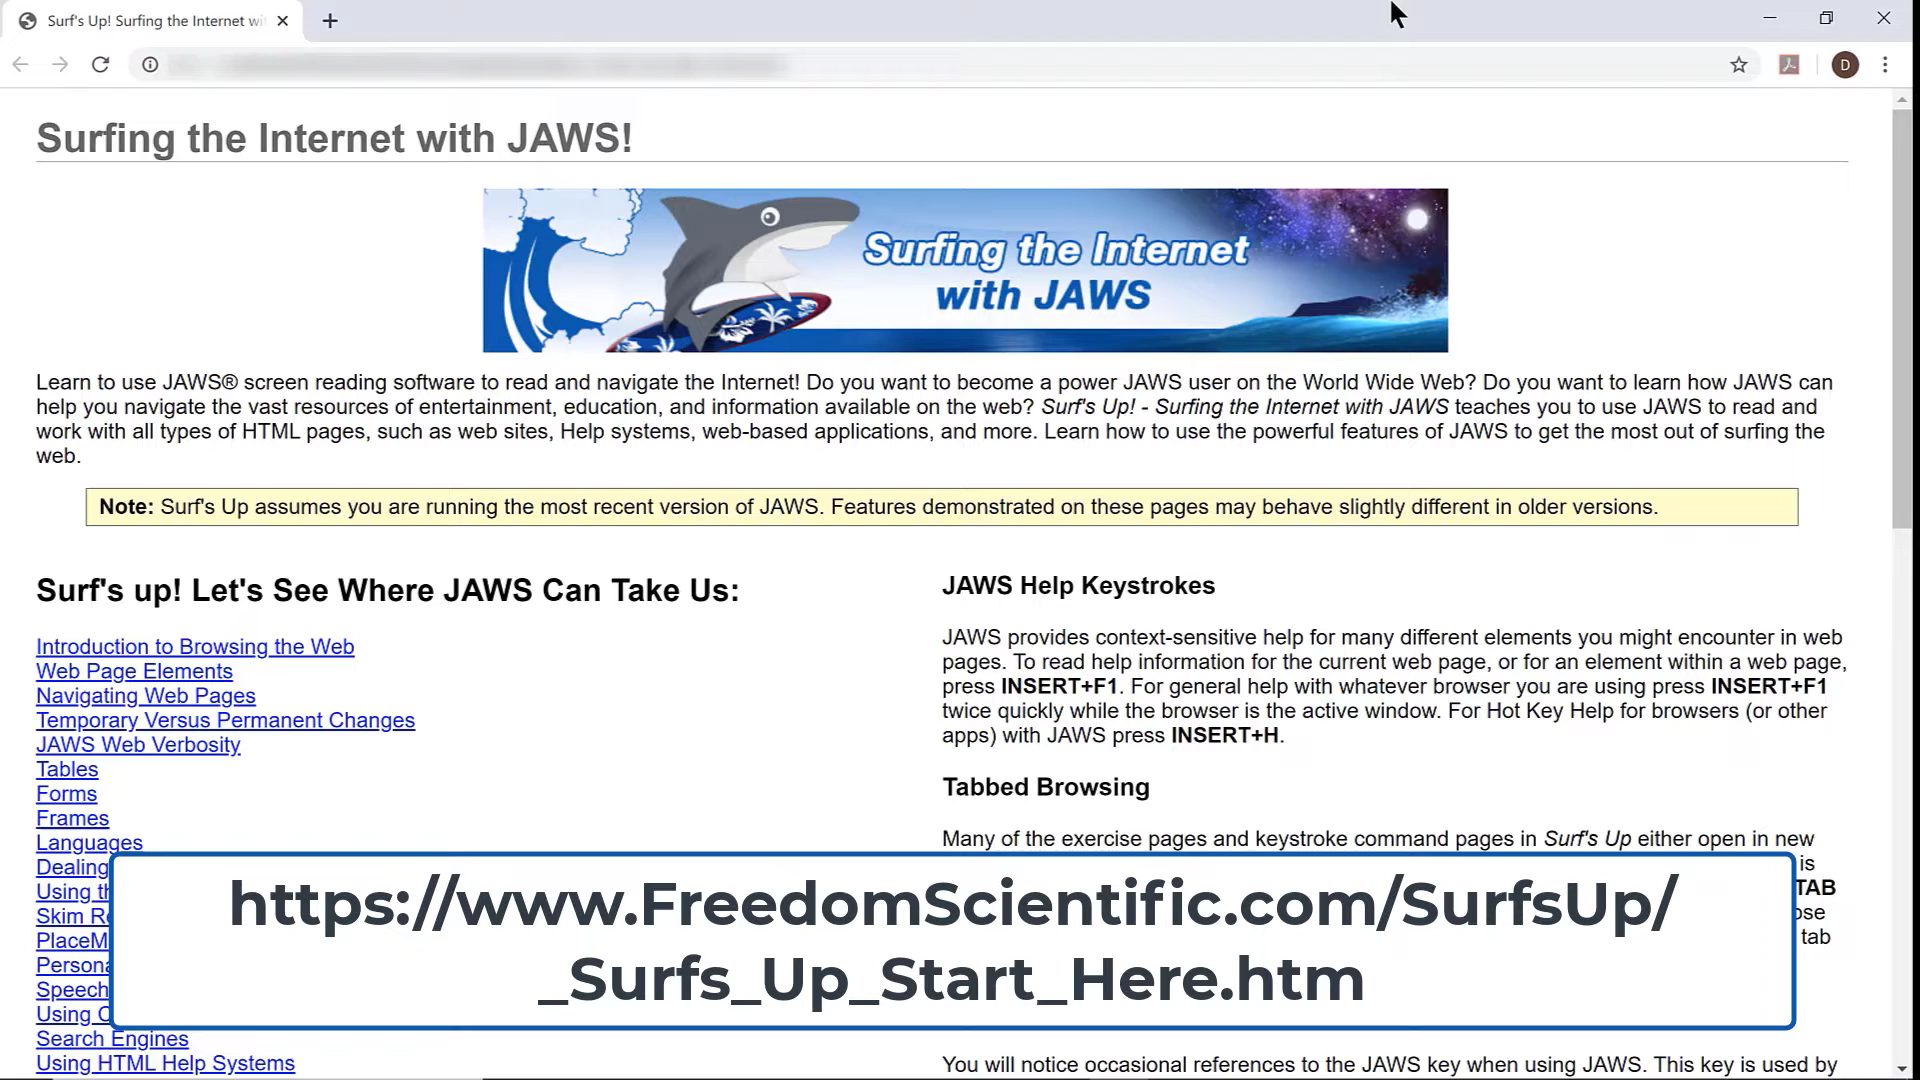 Surf's Up! Surfing the Internet wi
D
Surfing the Internet with JAWS!
Surfing the Internet
with JAWS
Learn to use JAWS® screen reading software to read and navigate the Internet! Do you want to become a power JAWS user on the World Wide Web? Do you want to learn how JAWS can
help you navigate the vast resources of entertainment, education, and information available on the web? Surf's Up! - Surfing the Internet with JAWS teaches you to use JAWS to read and
work with all types of HTML pages, such as web sites, Help systems, web-based applications, and more. Learn how to use the powerful features of JAWS to get the most out of surfing the
web.
Note: Surf's Up assumes you are running the most recent version of JAWS. Features demonstrated on these pages may behave slightly different in older versions.
Surf's up! Let's See Where JAWS Can Take Us:
Introduction to Browsing the Web
Web Page Elements
Navigating Web Pages
Temporary Versus Permanent Changes
JAWS Web Verbosity
Tables
Forms
Frames
Languages
Dealing
Using
Skim
Speech
Using
Search Engines
Using HTML Help Systems
JAWS Help Keystrokes
JAWS provides context-sensitive help for many different elements you might encounter in web
pages. To read help information for the current web page, or for an element within a web page,
press INSERT+F1. For general help with whatever browser you are using press INSERT+F1
twice quickly while the browser is the active window. For Hot Key Help for browsers (or other
apps) with JAWS press INSERT+H.
Tabbed Browsing
Many of the exercise pages and keystroke command pages in Surf's Up either open in new
is
TAB
ose
tab
You will notice occasional references to the JAWS key when using JAWS. This key is used by
https://www.FreedomScientific.com/SurfsUp/
_Surfs_Up_Start_Here.htm